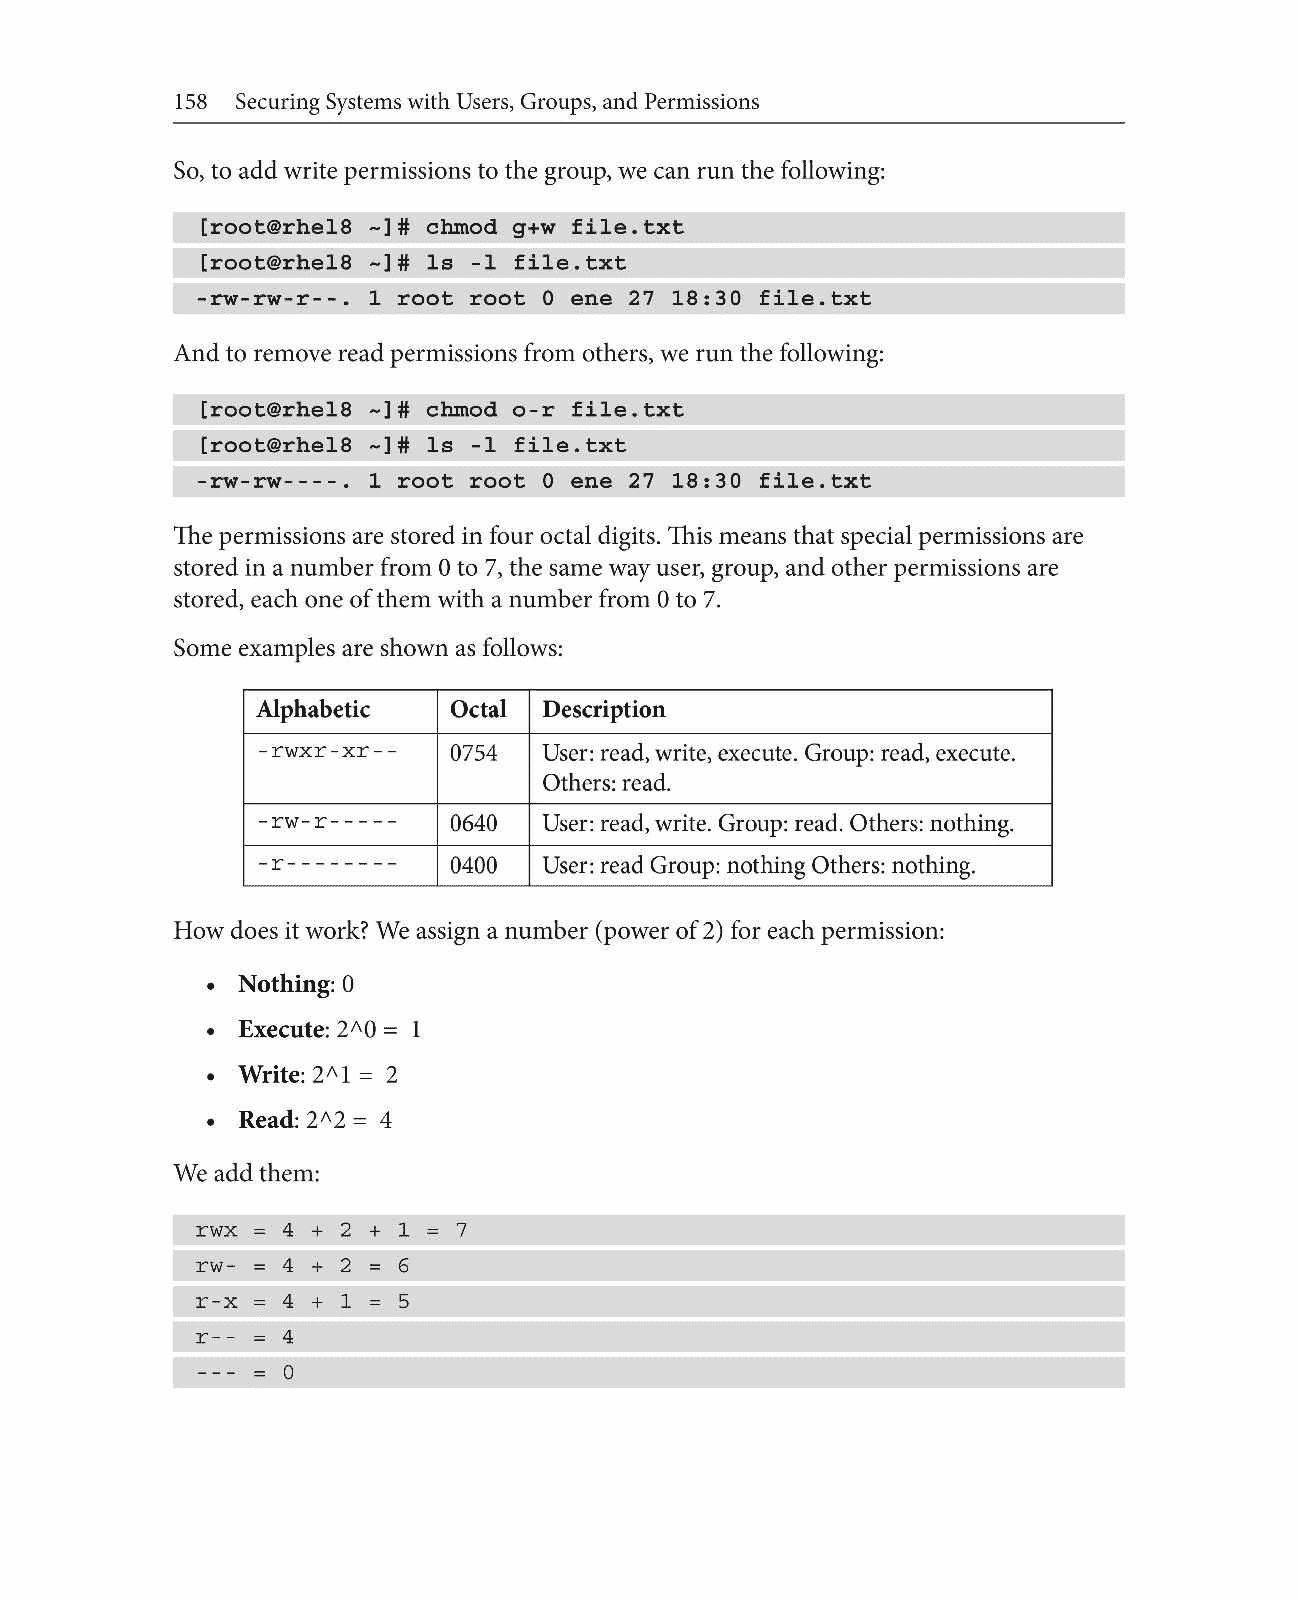 158 Securing Systems with Users, Groups, and Permissions
So, to add write permissions to the group, we can run the following:
[root@rhel8 ~]# chmod g+w file.txt
[root@rhel8 ~]# ls -l file.txt
-rw-rw-r--. 1 root root 0 ene 27 18:30 file.txt
And to remove read permissions from others, we run the following:
[root@rhel8 ~]# chmod o-r file.txt
[root@rhel8 ~]# ls -l file.txt
-rw-rw----. 1 root root 0 ene 27 18:30 file.txt
The permissions are stored in four octal digits. This means that special permissions are
stored in a number from 0 to 7, the same way user, group, and other permissions are
stored, each one of them with a number from 0 to 7.
Some examples are shown as follows:
Alphabetic Octal Description
-rwxr-xr-- 0754 User: read, write, execute. Group: read, execute.
Others: read.
-rw-r----- 0640 User: read, write. Group: read. Others: nothing.
-r-------- 0400 User: read Group: nothing Others: nothing.
How does it work? We assign a number (power of 2) for each permission:
• Nothing: 0
• Execute: 2^0 = 1
• Write: 2^1 = 2
• Read: 2^2 = 4
We add them:
rwx = 4 + 2 + 1 = 7
rw- = 4 + 2 = 6
r-x = 4 + 1 = 5
r-- = 4
--- = 0